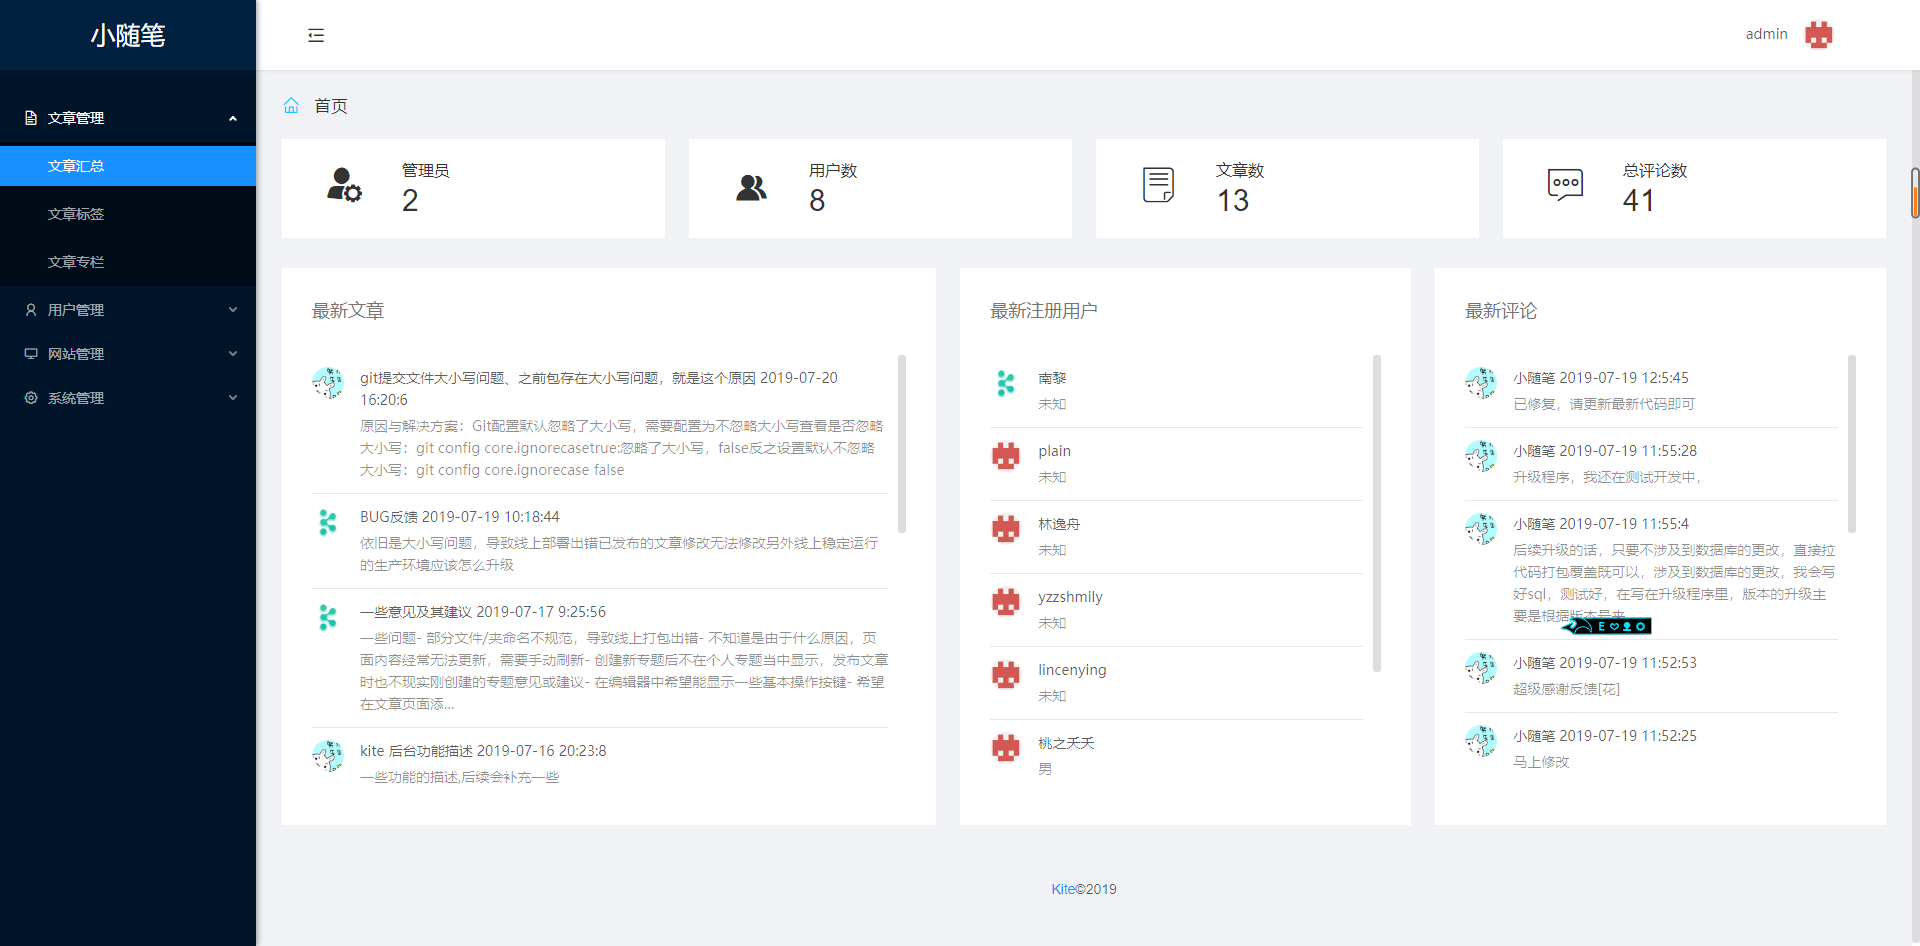 小随笔
admin
文章管理
文章汇总
文章标签
文章专栏
用户管理
网站管理
系统管理
首页
管理员
2
用户数
8
文章数
13
总评论数
41
最新文章
git提交文件大小写问题、之前包存在大小写问题，就是这个原因 2019-07-20
16:20:6
原因与解决方案：Git配置默认忽略了大小写，需要配置为不忽略大小写查看是否忽略
大小写：git config core.ignorecasetrue:忽略了大小写，false反之设置默认不忽略
大小写：git config core.ignorecase false
BUG反馈 2019-07-19 10:18:44
依旧是大小写问题，导致线上部署出错已发布的文章修改无法修改另外线上稳定运行
的生产环境应该怎么升级
一些意见及其建议 2019-07-17 9:25:56
一些问题- 部分文件/夹命名不规范，导致线上打包出错- 不知道是由于什么原因，页
面内容经常无法更新，需要手动刷新- 创建新专题后不在个人专题当中显示，发布文章
时也不现实刚创建的专题意见或建议- 在编辑器中希望能显示一些基本操作按键- 希望
在文章页面添...
kite 后台功能描述 2019-07-16 20:23:8
一些功能的描述,后续会补充一些
最新注册用户
南黎
未知
plain
未知
林逸舟
未知
yzzshmily
未知
lincenying
未知
桃之夭夭
男
最新评论
小随笔 2019-07-19 12:5:45
已修复，请更新最新代码即可
小随笔 2019-07-19 11:55:28
升级程序，我还在测试开发中，
小随笔 2019-07-19 11:55:4
后续升级的话，只要不涉及到数据库的更改，直接拉
代码打包覆盖既可以，涉及到数据库的更改，我会写
好sql，测试好，在写在升级程序里，版本的升级主
要是根据版本号来
E
小随笔 2019-07-19 11:52:53
超级感谢反馈[花]
小随笔 2019-07-19 11:52:25
马上修改
Kite©2019